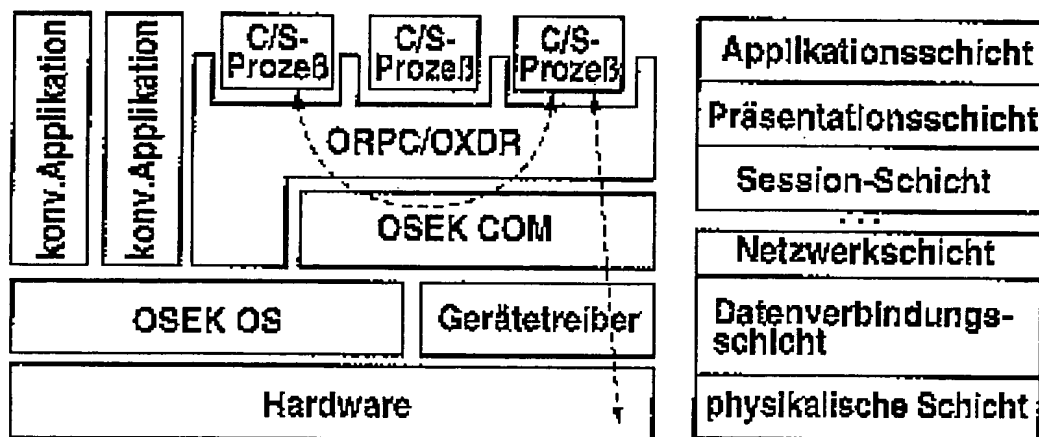 konv.Applikation
konv.Applikation
C/S-
Prozeß
C/S-
Prozeß
C/S-
Prozeß
ORPC/OXDR
OSEK COM
OSEK OS
Gerätetreiber
Hardware
Applikationsschicht
Präsentationsschicht
Session-Schicht
...
Netzwerkschicht
Datenverbindungs-
schicht
physikalische Schicht